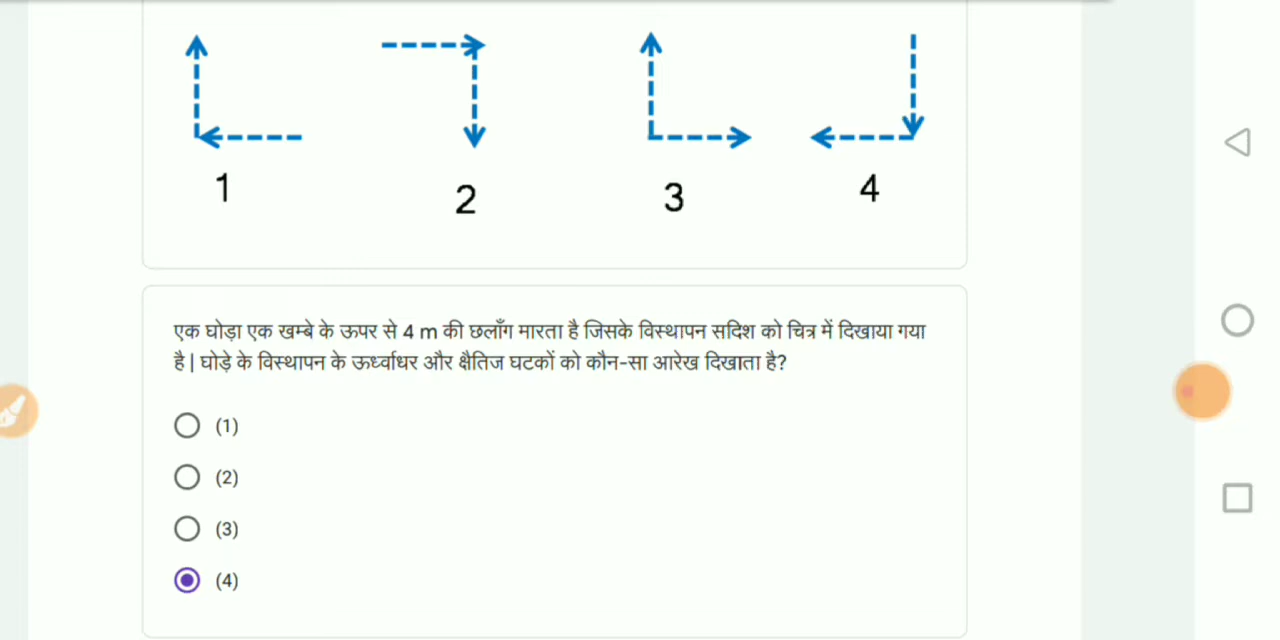 1 2 3 4
एक घोड़ा एक खम्बे के ऊपर से 4 m की छलाँग मारता है जिसके विस्थापन सदिश को चित्र में दिखाया गया
है | घोड़े के विस्थापन के ऊर्ध्वाधर और क्षैतिज घटकों को कौन-सा आरेख दिखाता है?
(1)
(2)
(3)
(4)